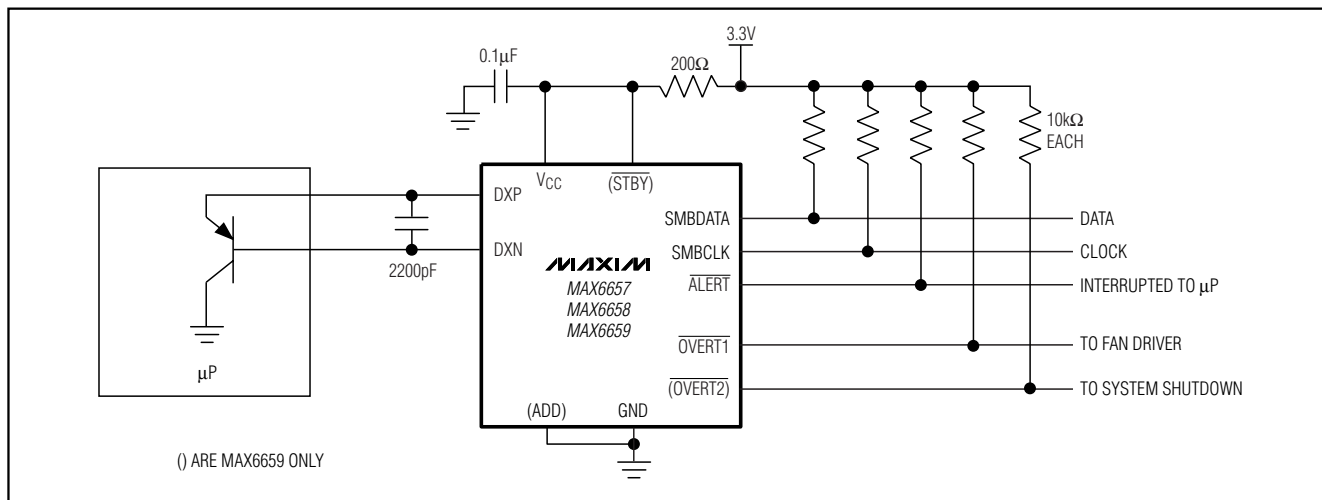 3.3V
0.1μF
200Ω
10kΩ
EACH
VCC
(STBY)
DXP
DXN
2200pF
SMBDATA
DATA
SMBCLK
CLOCK
MAXIM
MAX6657
MAX6658
MAX6659
ALERT
INTERRUPTED TO μP
OVERT1
TO FAN DRIVER
(OVERT2)
TO SYSTEM SHUTDOWN
μP
(ADD)
GND
() ARE MAX6659 ONLY